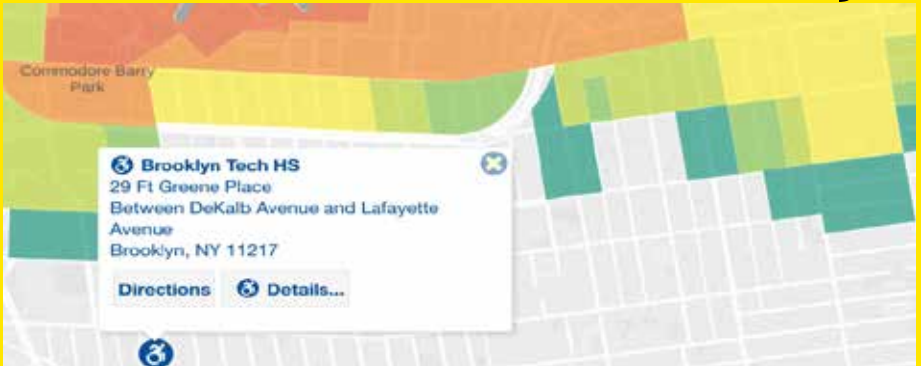 Commodore Barry
Park
Brooklyn Tech HS
29 Ft Greene Place
Between DeKalb Avenue and Lafayette
Avenue
Brooklyn, NY 11217
Directions
Details...